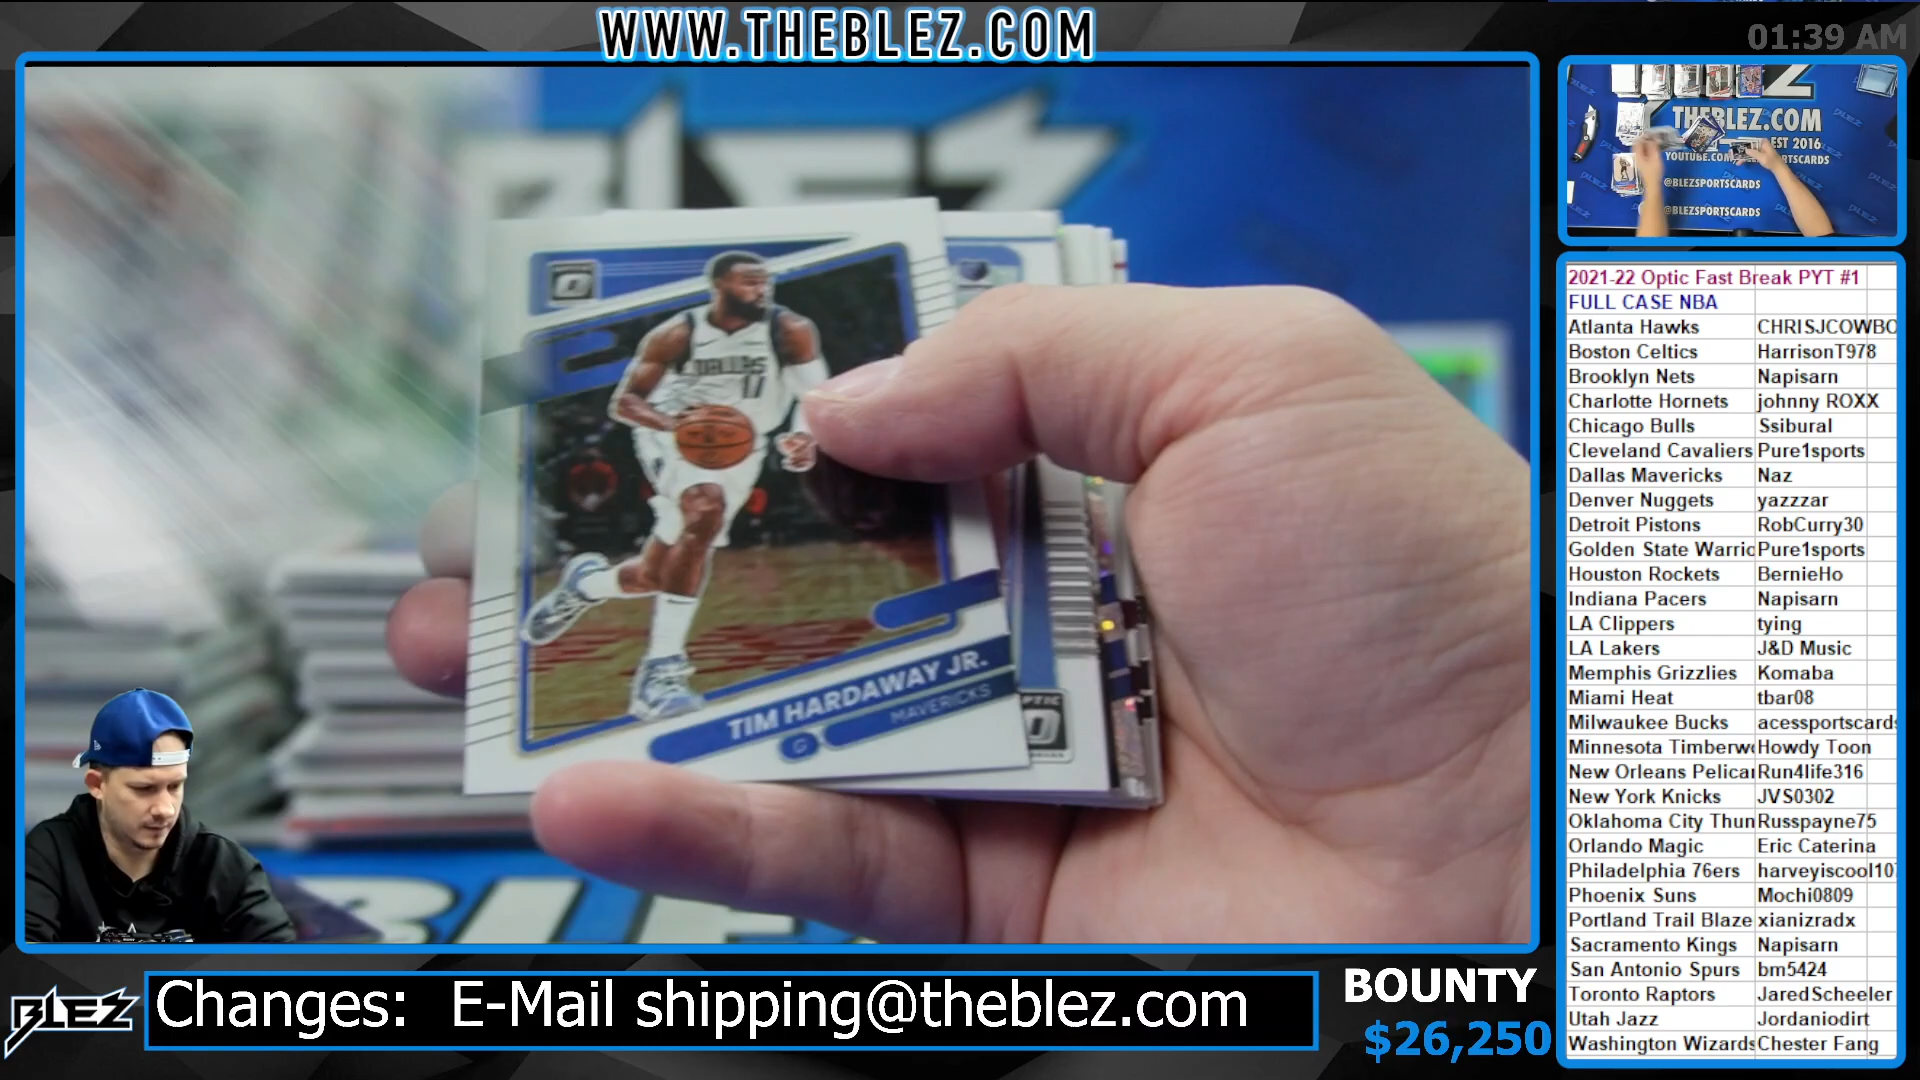 WWW.THEBLEZ.COM
01:39 AM
THEBLEZ.COM
EST 2016
@BLEZSPORTSCARDS
@BLEZSPORTSCARDS
DALLAS
TIM HARDAWAY JR.
MAVERICKS
G
2021-22 Optic Fast Break PYT #1
FULL CASE NBA
Atlanta Hawks CHRISJCOWBO
Boston Celtics HarrisonT978
Brooklyn Nets Napisarn
Charlotte Hornets johnny ROXX
Chicago Bulls Ssibural
Cleveland Cavaliers Pure1sports
Dallas Mavericks Naz
Denver Nuggets yazzzar
Detroit Pistons RobCurry30
Golden State Warrio Pure1sports
Houston Rockets BernieHo
Indiana Pacers Napisarn
LA Clippers tying
LA Lakers J&D Music
Memphis Grizzlies Komaba
Miami Heat tbar08
Milwaukee Bucks acessportscards
Minnesota Timberwo Howdy Toon
New Orleans Pelica Run4life316
New York Knicks JVS0302
Oklahoma City Thun Russpayne75
Orlando Magic Eric Caterina
Philadelphia 76ers harveyiscool107
Phoenix Suns Mochi0809
Portland Trail Blaze xianizradx
Sacramento Kings Napisarn
San Antonio Spurs bm5424
Toronto Raptors JaredScheeler
Utah Jazz Jordaniodirt
Washington Wizards Chester Fang
BLEZ
Changes: E-Mail shipping@theblez.com
BOUNTY
$26,250